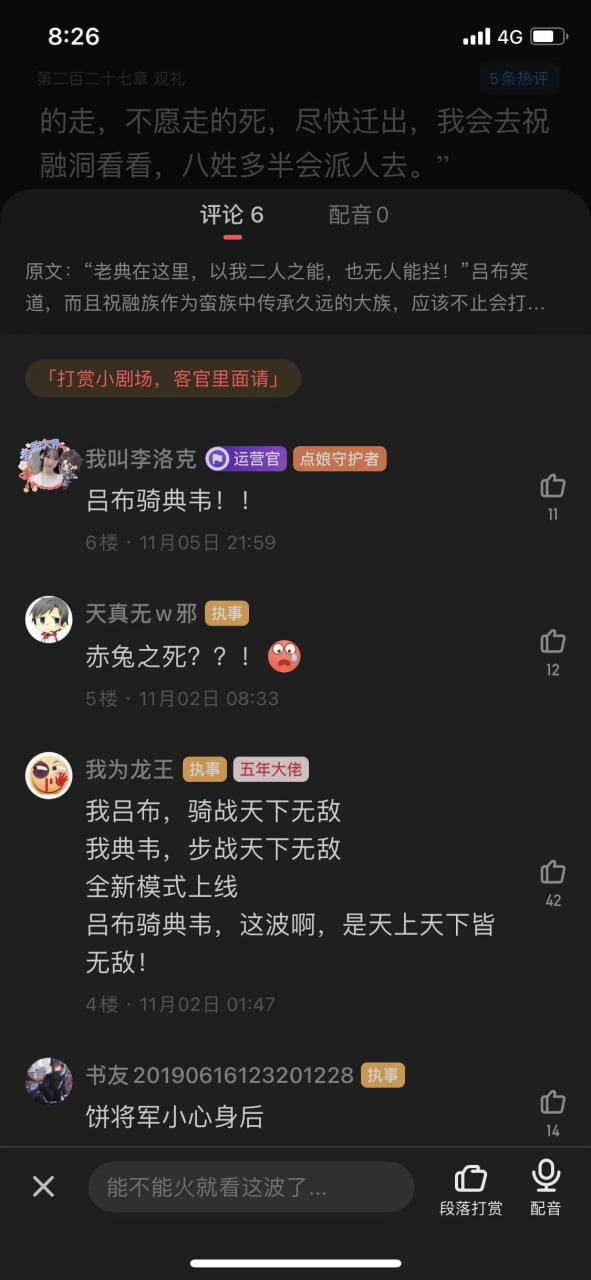 8:26
4G
第二百二十七章 观礼
5条热评
的走，不愿走的死，尽快迁出，我会去祝
融洞看看，八姓多半会派人去。”
评论 6
配音0
原文：“老典在这里，以我二人之能，也无人能拦！”吕布笑
道，而且祝融族作为蛮族中传承久远的大族，应该不止会打...
「打赏小剧场，客官里面请」
我叫李洛克 运营官 点娘守护者
吕布骑典韦！！
11
6楼 · 11月05日 21:59
天真无w邪 执事
赤兔之死？？！
12
5楼 · 11月02日 08:33
我为龙王 执事 五年大佬
我吕布，骑战天下无敌
我典韦，步战天下无敌
全新模式上线
吕布骑典韦，这波啊，是天上天下皆
无敌！
42
4楼 · 11月02日 01:47
书友20190616123201228 执事
饼将军小心身后
14
能不能火就看这波了...
段落打赏
配音